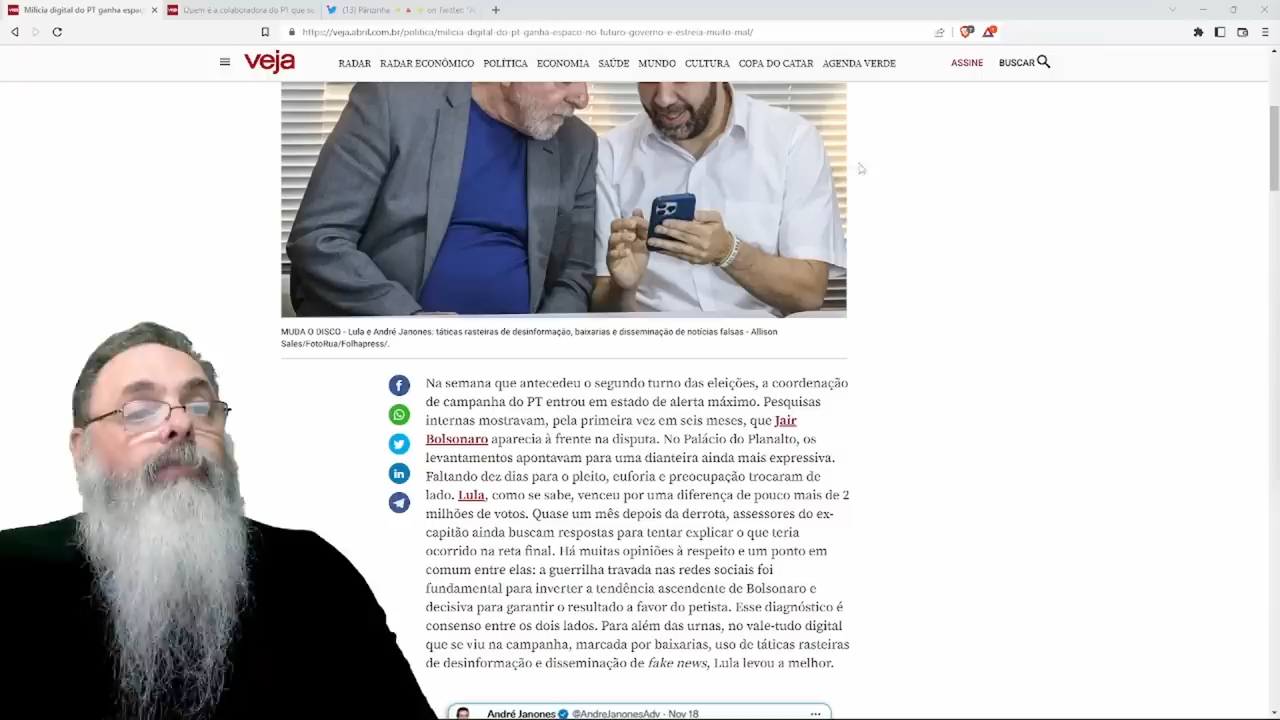 Milícia digital do PT ganha espaç
Quem é a colaboradora do PT que se
(13) Pãnzinha on Twitter: "A
https://veja.abril.com.br/politica/milicia-digital-do-pt-ganha-espaco-no-futuro-governo-e-estreia-muito-mal/
veja
RADAR RADAR ECONÔMICO POLÍTICA ECONOMIA SAÚDE MUNDO CULTURA COPA DO CATAR AGENDA VERDE
ASSINE
BUSCAR
MUDA O DISCO - Lula e André Janones: táticas rasteiras de desinformação, baixarias e disseminação de notícias falsas - Allison
Sales/FotoRua/Folhapress/.
Na semana que antecedeu o segundo turno das eleições, a coordenação
de campanha do PT entrou em estado de alerta máximo. Pesquisas
internas mostravam, pela primeira vez em seis meses, que Jair
Bolsonaro aparecia à frente na disputa. No Palácio do Planalto, os
levantamentos apontavam para uma dianteira ainda mais expressiva.
Faltando dez dias para o pleito, euforia e preocupação trocaram de
lado. Lula, como se sabe, venceu por uma diferença de pouco mais de 2
milhões de votos. Quase um mês depois da derrota, assessores do ex-
capitão ainda buscam respostas para tentar explicar o que teria
ocorrido na reta final. Há muitas opiniões à respeito e um ponto em
comum entre elas: a guerrilha travada nas redes sociais foi
fundamental para inverter a tendência ascendente de Bolsonaro e
decisiva para garantir o resultado a favor do petista. Esse diagnóstico é
consenso entre os dois lados. Para além das urnas, no vale-tudo digital
que se viu na campanha, marcada por baixarias, uso de táticas rasteiras
de desinformação e disseminação de fake news, Lula levou a melhor.
André Janones @AndreJanonesAdv · Nov 18